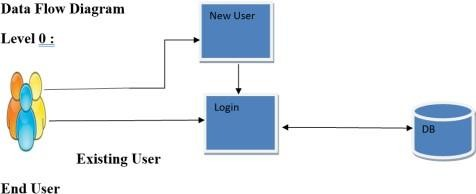 Data Flow Diagram
New User
Level 0 :
Login
DB
Existing User
End User